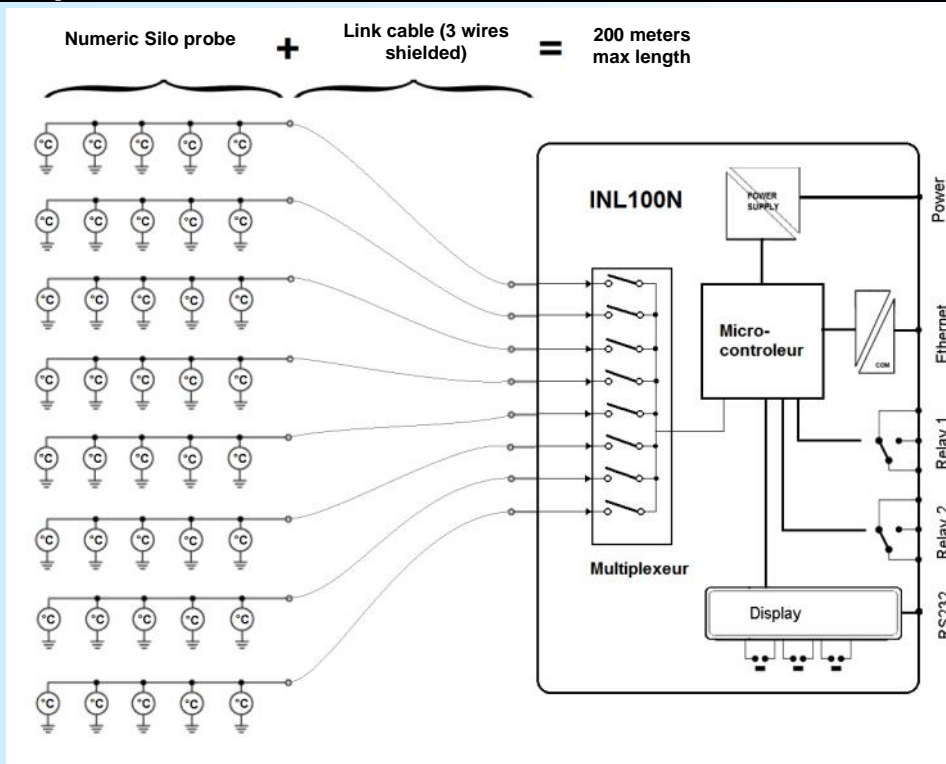 Numeric Silo probe
+
Link cable (3 wires
shielded)
=
200 meters
max length
°C °C °C °C °C
°C °C °C °C °C
°C °C °C °C °C
°C °C °C °C °C
°C °C °C °C °C
°C °C °C °C °C
°C °C °C °C °C
°C °C °C °C °C
INL100N
POWER
SUPPLY
Micro-
controleur
COM
Multiplexeur
Display
Power
Ethernet
Relay 1
Relay 2
RS232